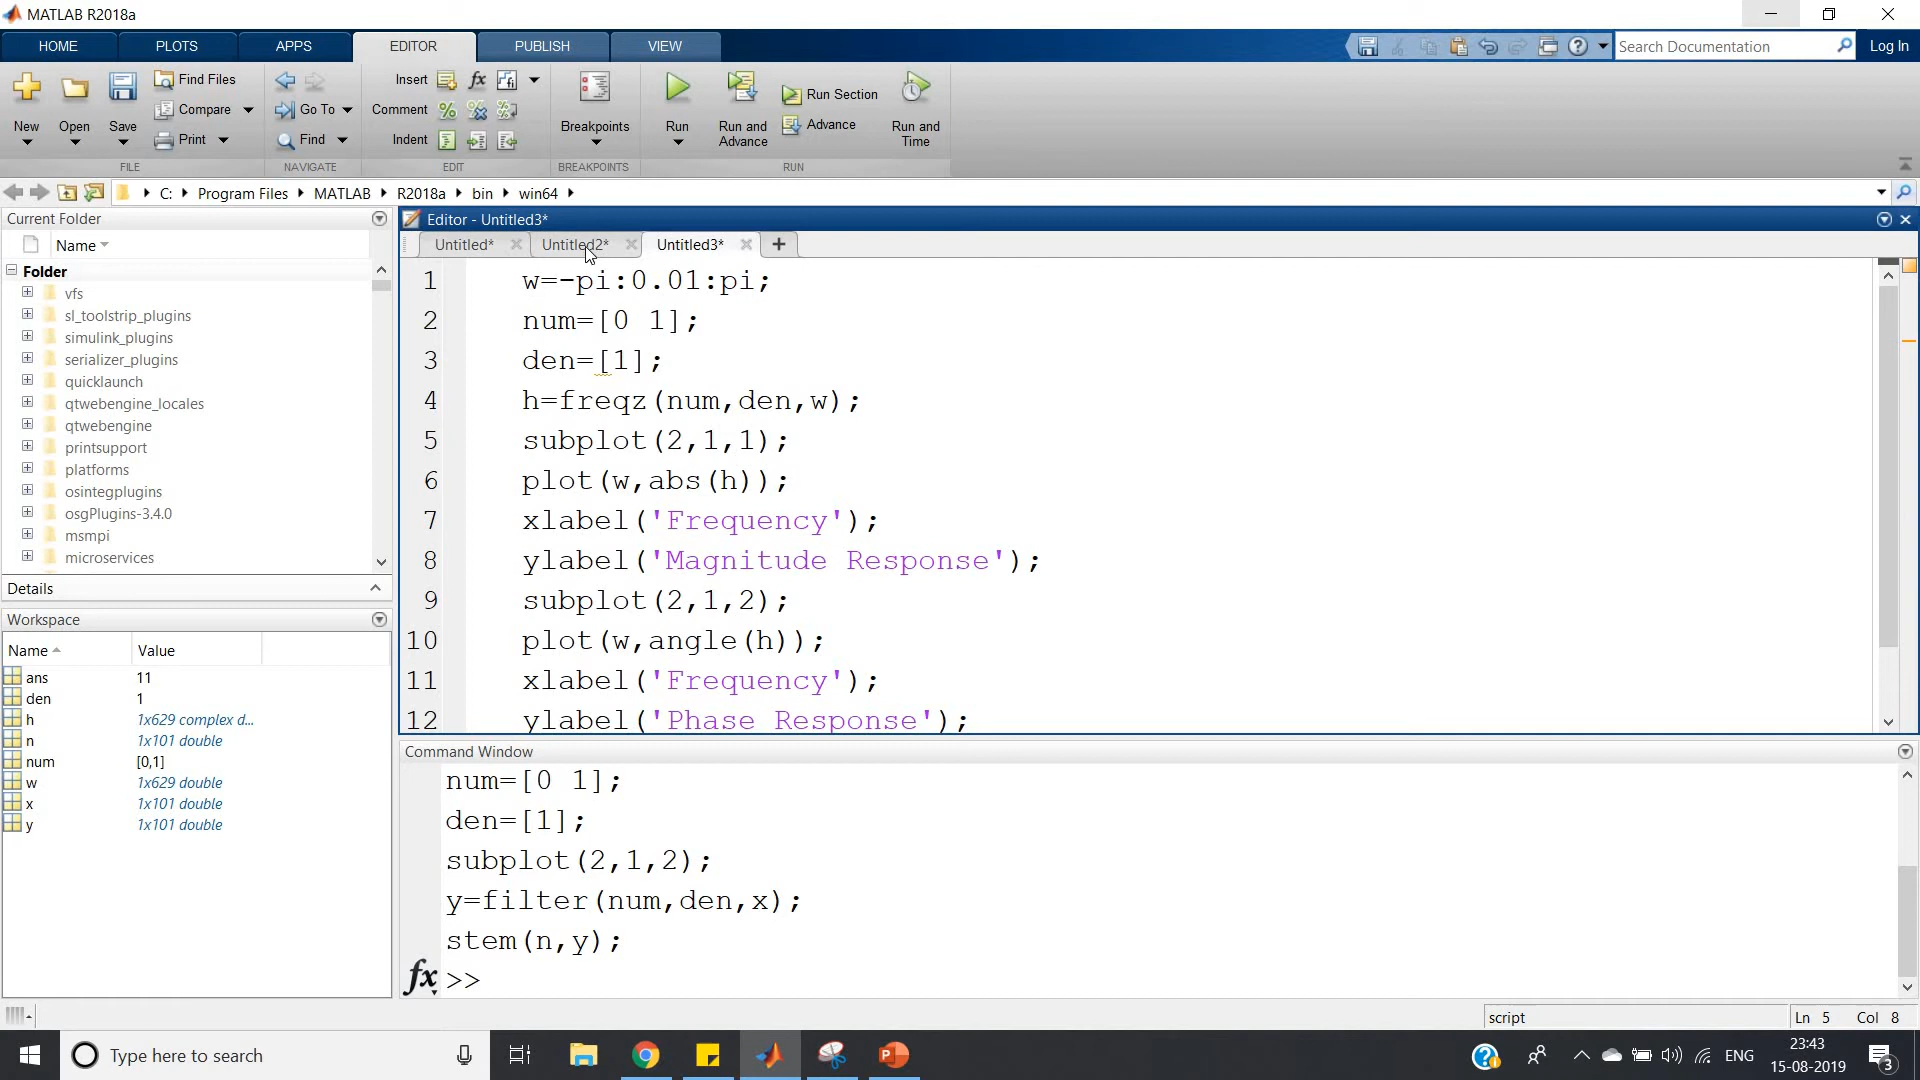 MATLAB R2018a
HOME PLOTS APPS EDITOR PUBLISH VIEW
Search Documentation
Log In
New
Open
Save
Find Files
Compare
Print
FILE
Go To
Find
NAVIGATE
Insert
Comment
Indent
EDIT
Breakpoints
BREAKPOINTS
Run
Run and Advance
Run Section
Advance
Run and Time
RUN
C: Program Files MATLAB R2018a bin win64
Current Folder
Name
Folder
vfs
sl_toolstrip_plugins
simulink_plugins
serializer_plugins
quicklaunch
qtwebengine_locales
qtwebengine
printsupport
platforms
osintegplugins
osgPlugins-3.4.0
msmpi
microservices
Details
Workspace
Name Value
ans 11
den 1
h 1x629 complex d...
n 1x101 double
num [0,1]
w 1x629 double
x 1x101 double
y 1x101 double
Editor - Untitled3*
Untitled* Untitled2* Untitled3*
1 w=-pi:0.01:pi;
2 num=[0 1];
3 den=[1];
4 h=freqz(num,den,w);
5 subplot(2,1,1);
6 plot(w,abs(h));
7 xlabel('Frequency');
8 ylabel('Magnitude Response');
9 subplot(2,1,2);
10 plot(w,angle(h));
11 xlabel('Frequency');
12 ylabel('Phase Response');
Command Window
num=[0 1];
den=[1];
subplot(2,1,2);
y=filter(num,den,x);
stem(n,y);
fx >>
script
Ln 5 Col 8
Type here to search
ENG
23:43
15-08-2019
3